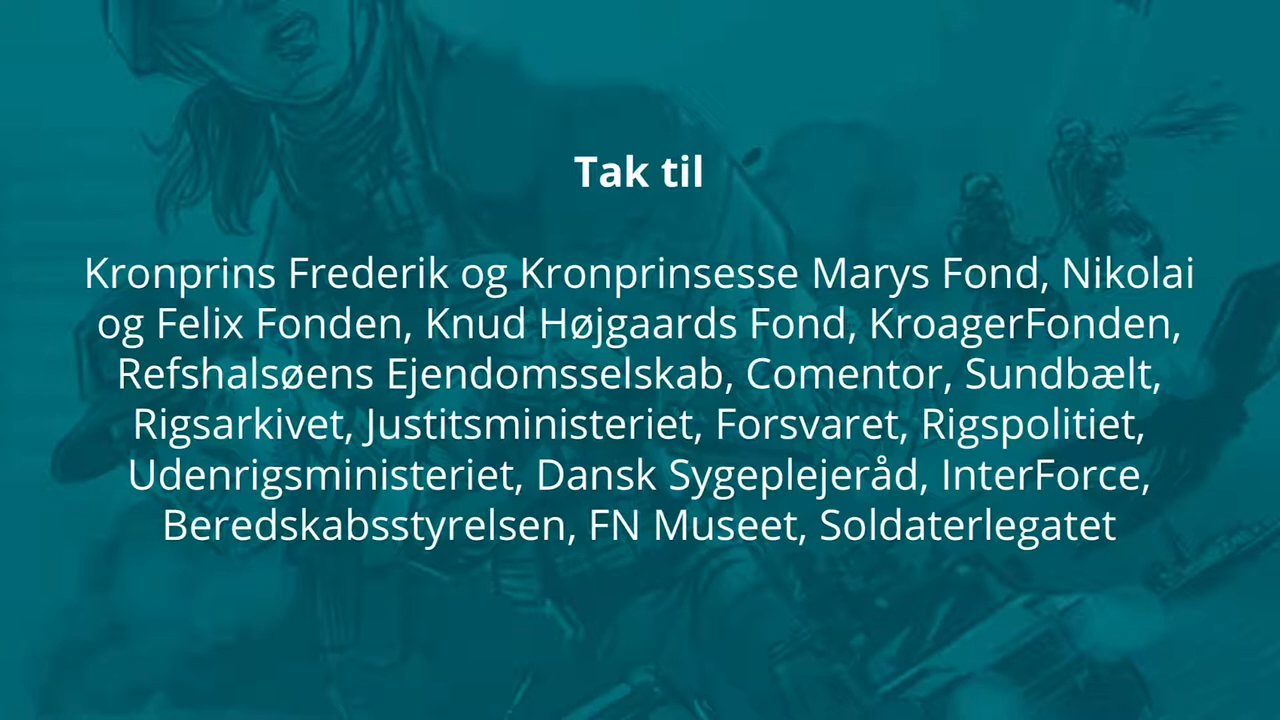 Tak til
Kronprins Frederik og Kronprinsesse Marys Fond, Nikolai
og Felix Fonden, Knud Højgaards Fond, KroagerFonden,
Refshalsøens Ejendomsselskab, Comentor, Sundbælt,
Rigsarkivet, Justitsministeriet, Forsvaret, Rigspolitiet,
Udenrigsministeriet, Dansk Sygeplejeråd, InterForce,
Beredskabsstyrelsen, FN Museet, Soldaterlegatet